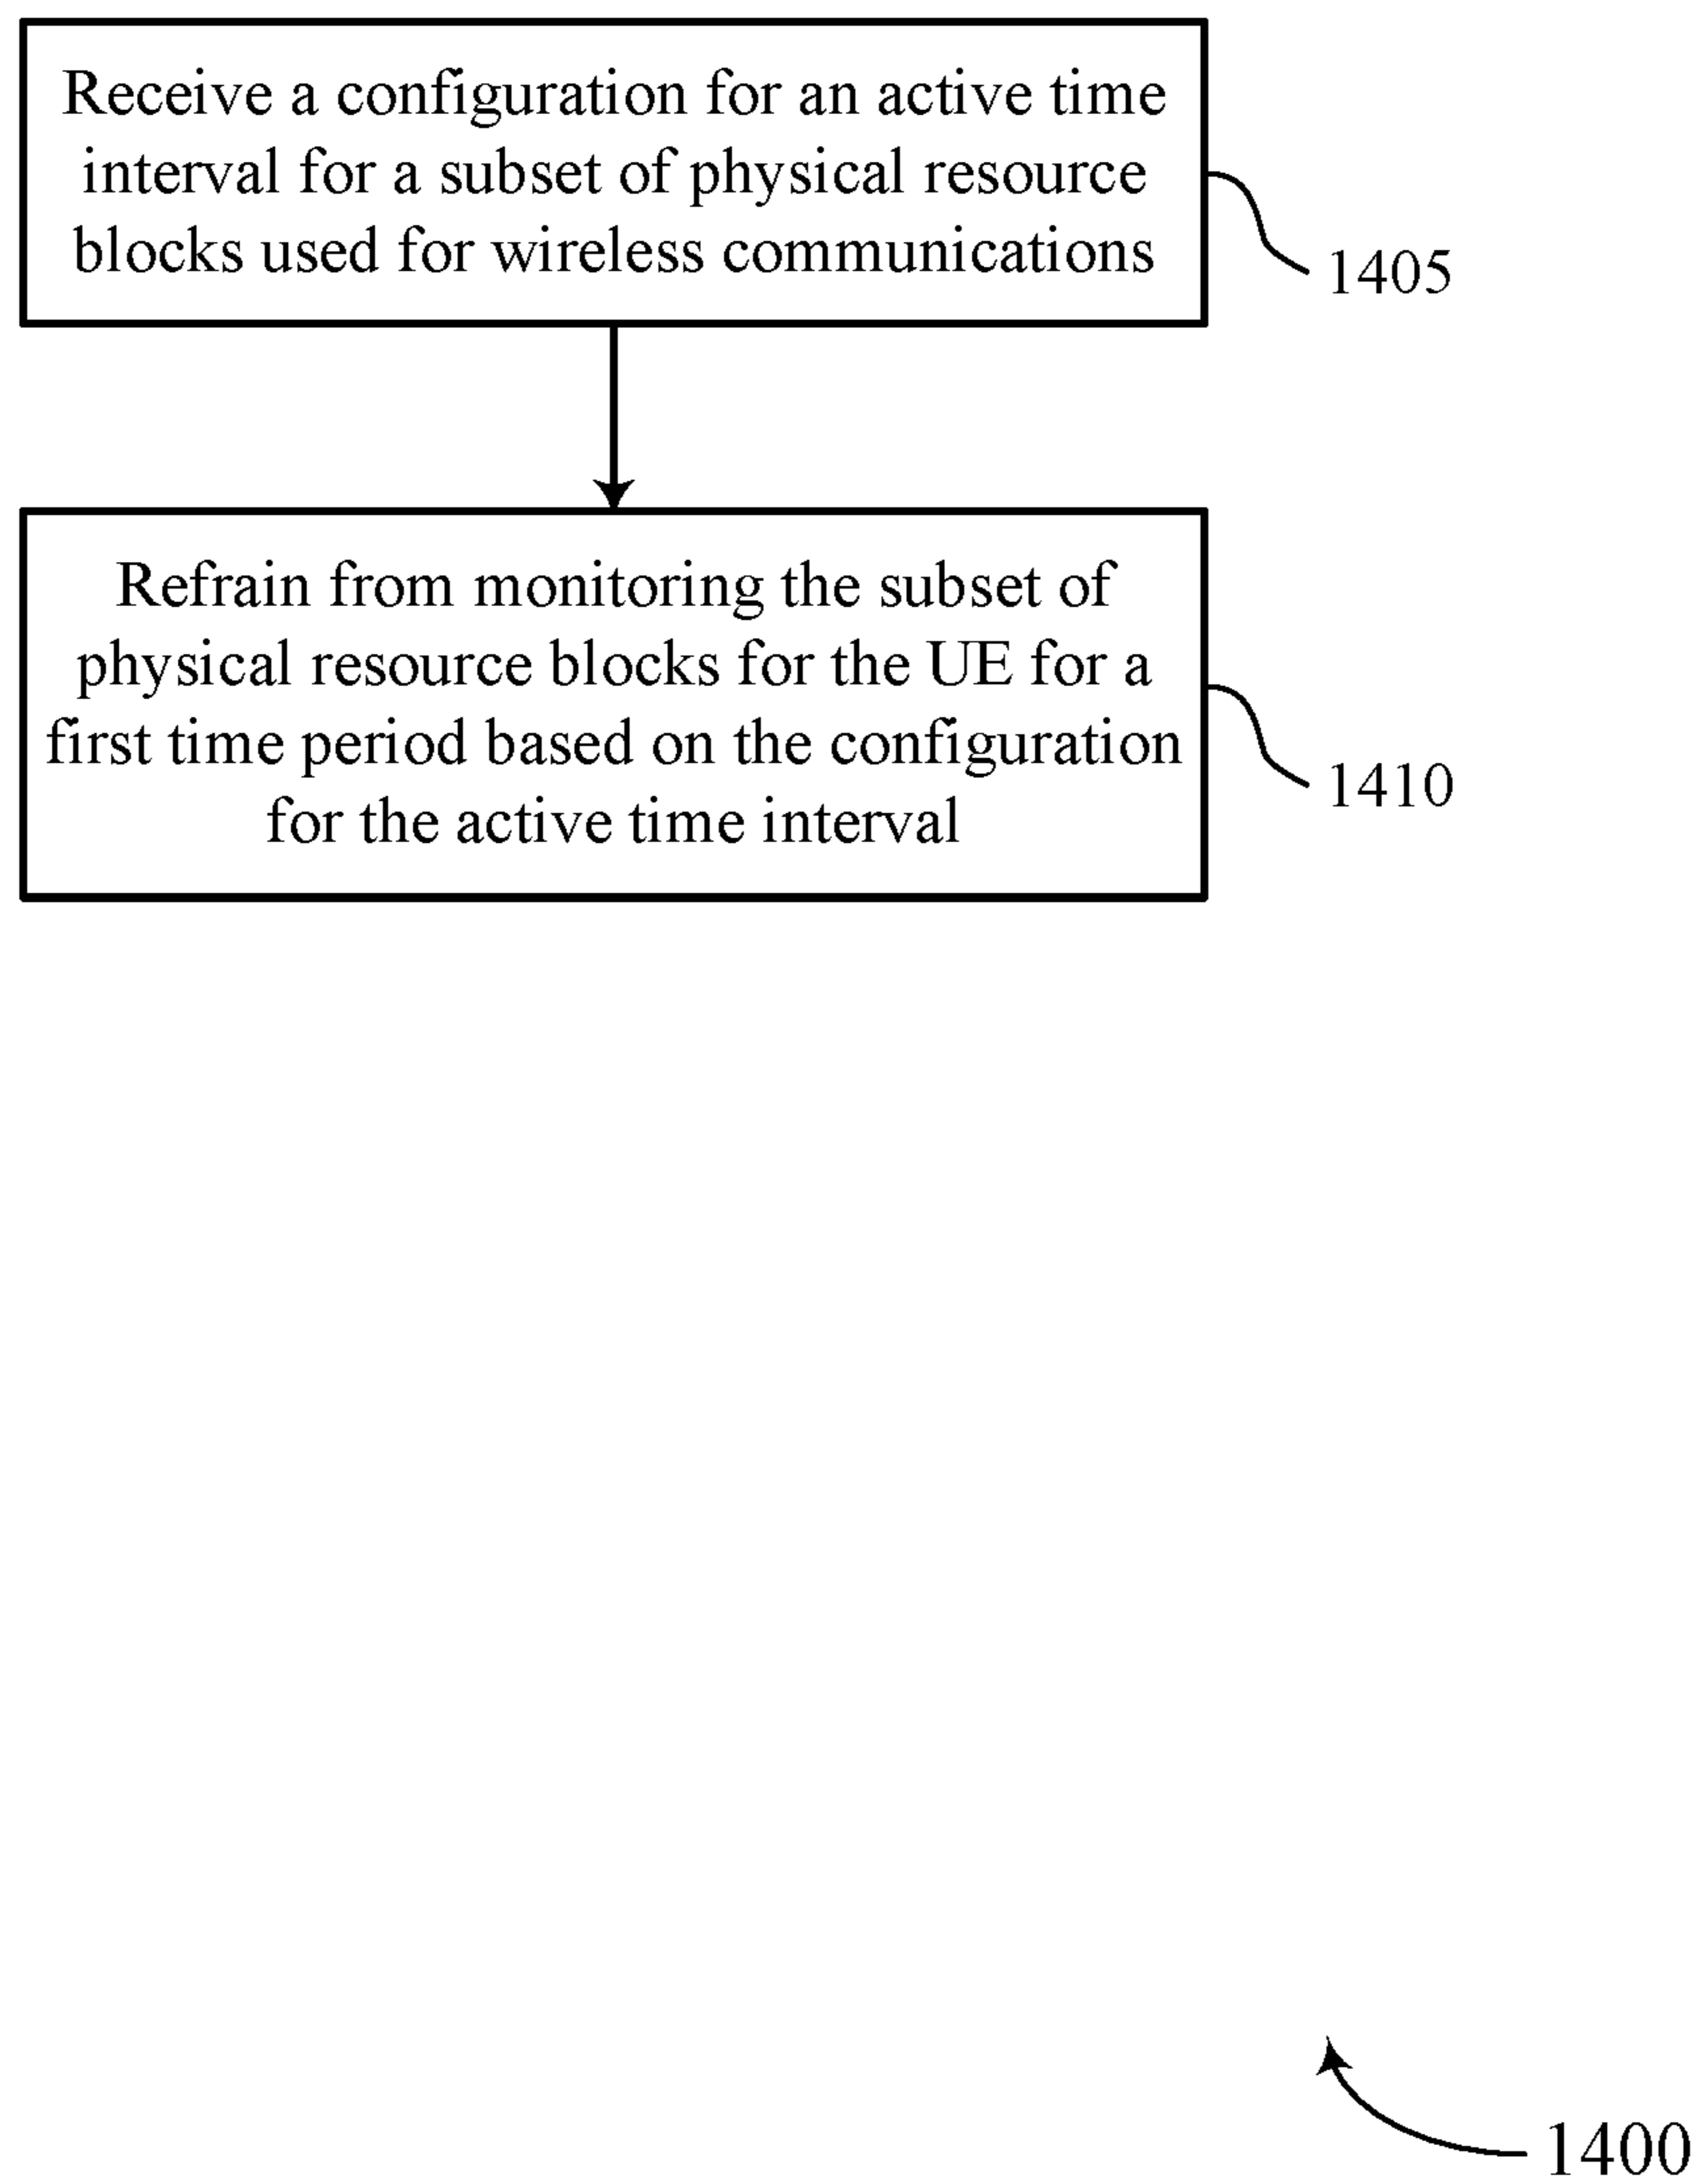 Receive a configuration for an active time
interval for a subset of physical resource
blocks used for wireless communications
1405
Refrain from monitoring the subset of
physical resource blocks for the UE for a
first time period based on the configuration
for the active time interval
1410
1400